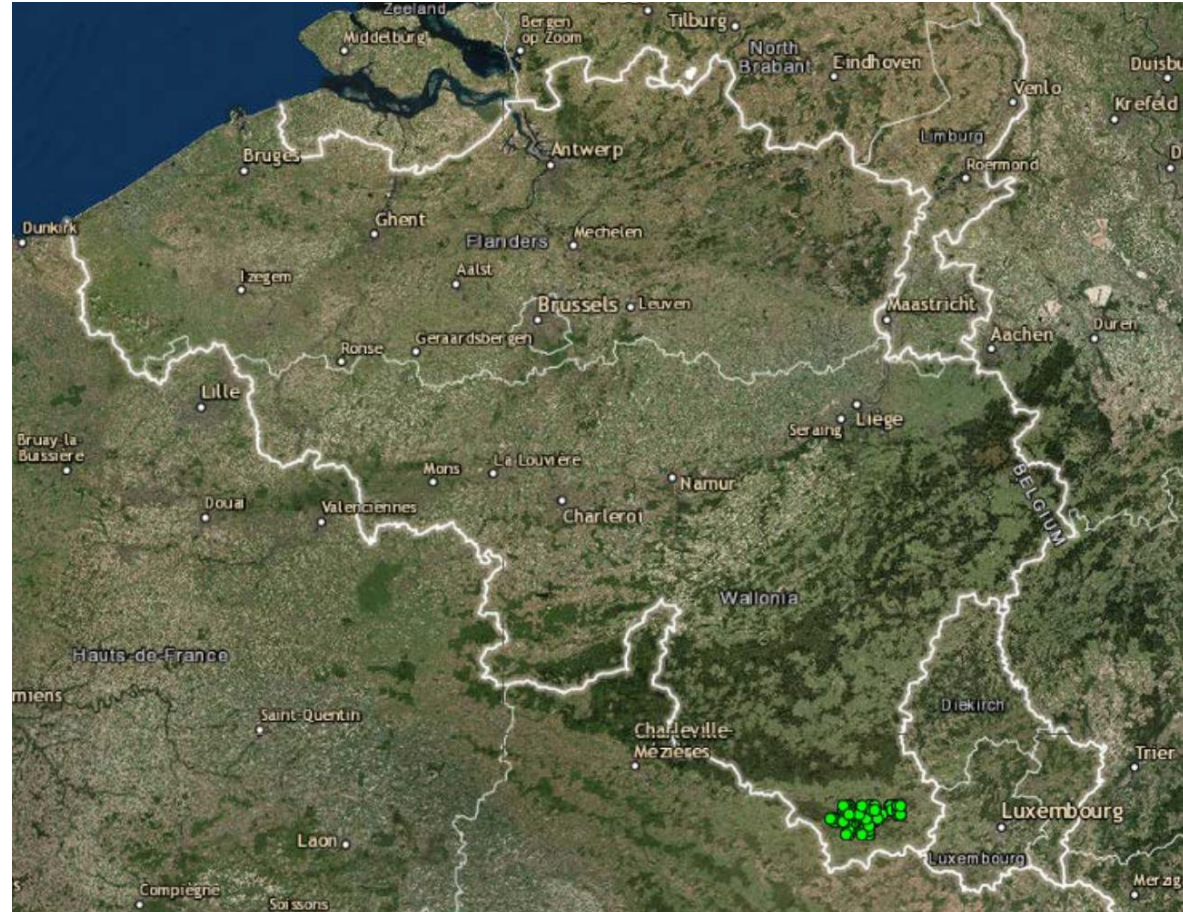 Zeeland
Tilburg
Bergen
op Zoom
Middelburg
North
Brabant
Eindhoven
Duisbu
Venlo
Krefeld
Limburg
Antwerp
Bruges
Roermond
D
Ghent
Dunkirk
Flanders
Mechelen
Aalst
Izegem
Brussels
Leuven
Maastricht
Geraardsbergen
Aachen
Düren
Ronse
Lille
Liège
Seraing
Bruay-la
Buissière
La Louvière
Mons
Namur
BELGIUM
Douai
Valenciennes
Charleroi
Wallonia
Hauts-de-France
miens
Diekirch
Saint-Quentin
Charleville-
Mézières
Trier
Luxembourg
Laon
Luxembourg
Merzig
s
Compiègne
Soissons